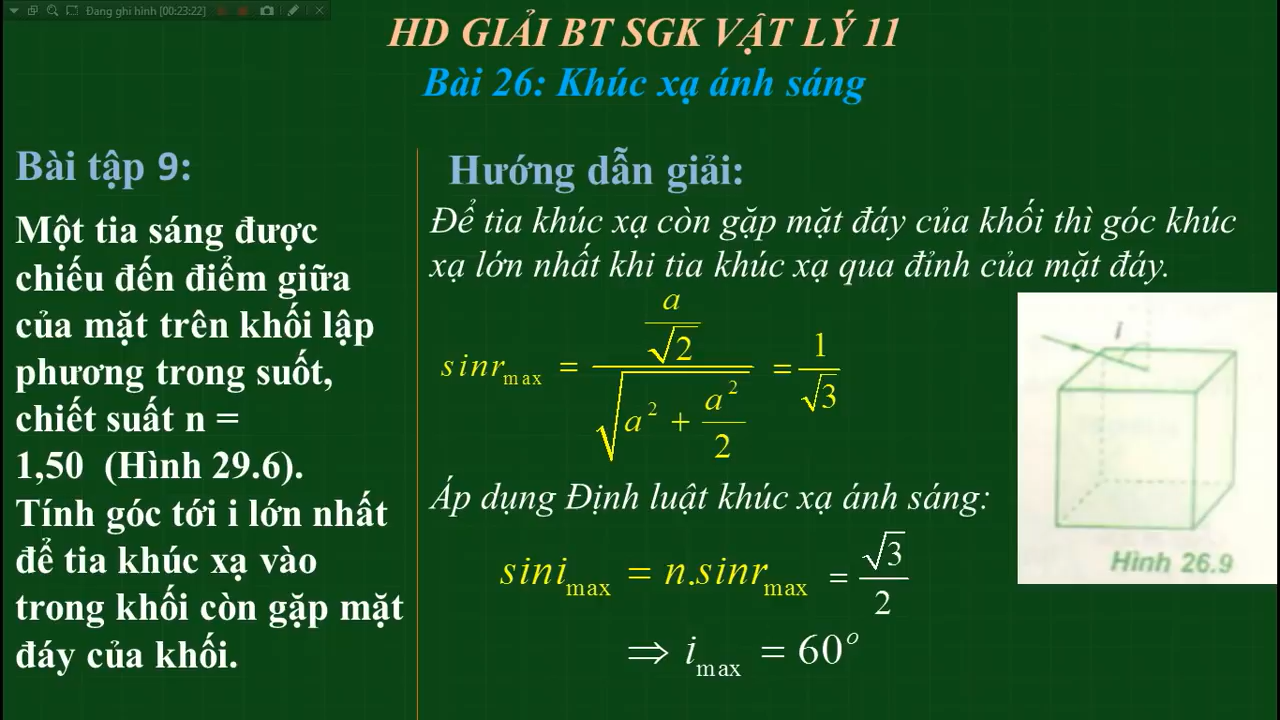 Đang ghi hình [00:23:22]
HD GIẢI BT SGK VẬT LÝ 11
Bài 26: Khúc xạ ánh sáng
Bài tập 9:
Một tia sáng được
chiếu đến điểm giữa
của mặt trên khối lập
phương trong suốt,
chiết suất n =
1,50 (Hình 29.6).
Tính góc tới i lớn nhất
để tia khúc xạ vào
trong khối còn gặp mặt
đáy của khối.
Hướng dẫn giải:
Để tia khúc xạ còn gặp mặt đáy của khối thì góc khúc
xạ lớn nhất khi tia khúc xạ qua đỉnh của mặt đáy.
sinr_max = (a/√2)/√(a² + a²/2) = 1/√3
Áp dụng Định luật khúc xạ ánh sáng:
sini_max = n.sinr_max = √3/2
⇒ i_max = 60°
i
Hình 26.9